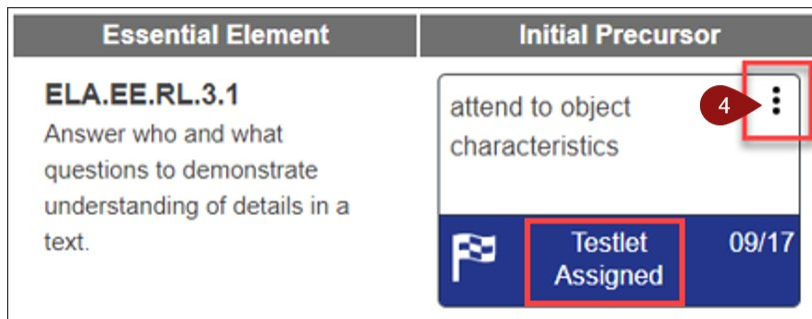 Essential Element
Initial Precursor
ELA.EE.RL.3.1
Answer who and what
questions to demonstrate
understanding of details in a
text.
attend to object
characteristics
4
Testlet
Assigned
09/17